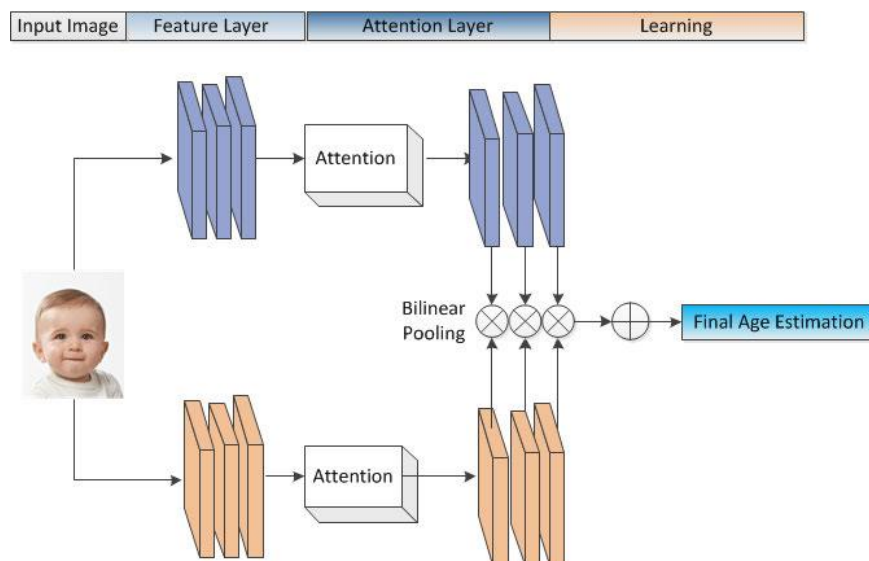 Input Image
Feature Layer
Attention Layer
Learning
Attention
Bilinear
Pooling
Final Age Estimation
Attention